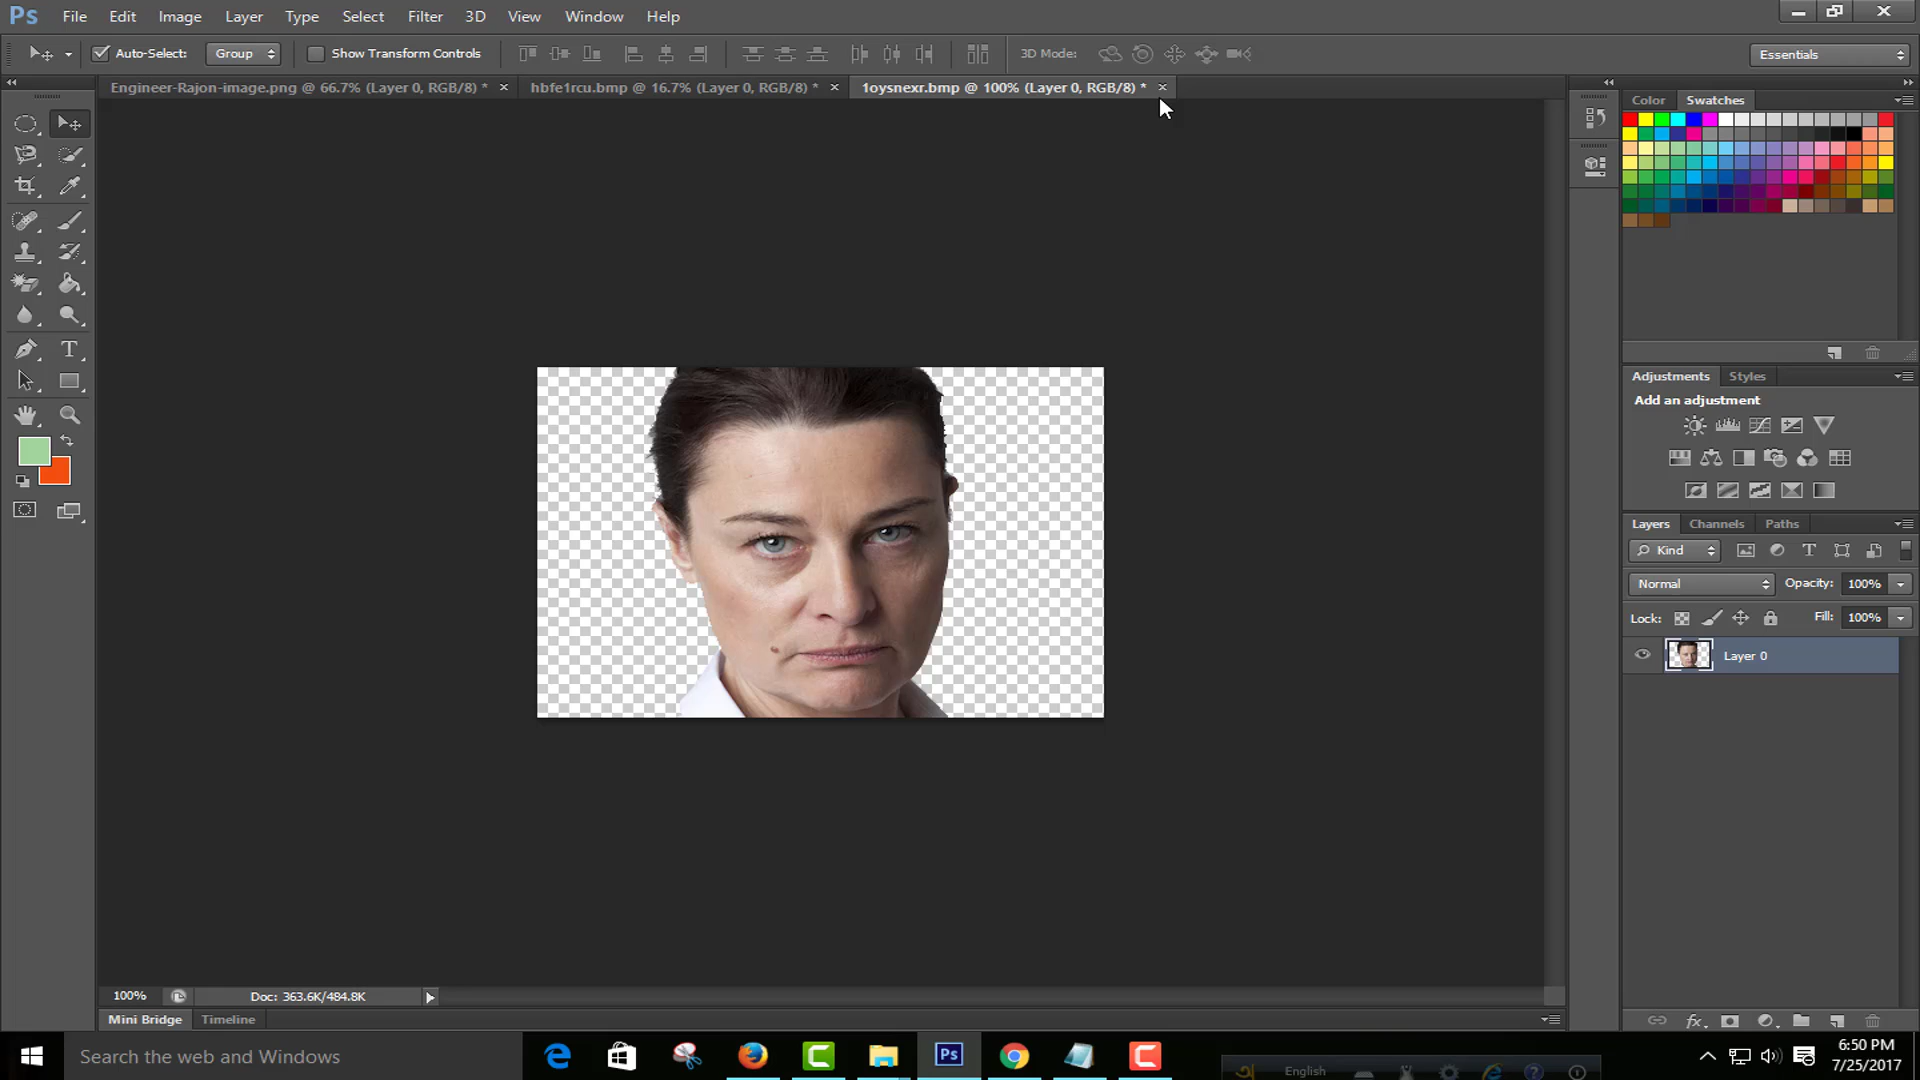 Ps File Edit Image Layer Type Select Filter 3D View Window Help
Auto-Select: Group Show Transform Controls 3D Mode: Essentials
Engineer-Rajon-image.png @ 66.7% (Layer 0, RGB/8) * × hbfe1rcu.bmp @ 16.7% (Layer 0, RGB/8) * × 1oysnexr.bmp @ 100% (Layer 0, RGB/8) * ×
Color Swatches
Adjustments Styles
Add an adjustment
Layers Channels Paths
Kind
Normal Opacity: 100%
Lock: Fill: 100%
Layer 0
100% Doc: 363.6K/484.8K
Mini Bridge Timeline
Search the web and Windows
Ps
English
6:50 PM
7/25/2017